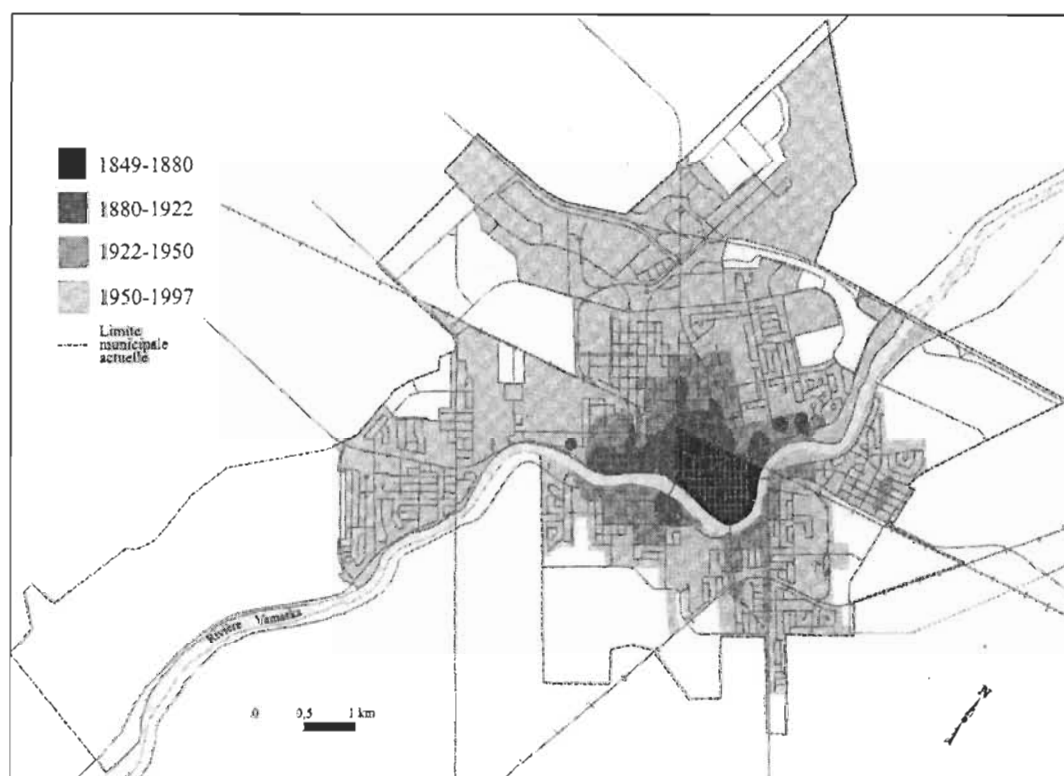 1849-1880
1880-1922
1922-1950
1950-1997
Limite
municipale
actuelle
Rivière Yamaska
0 0,5 1 km
N